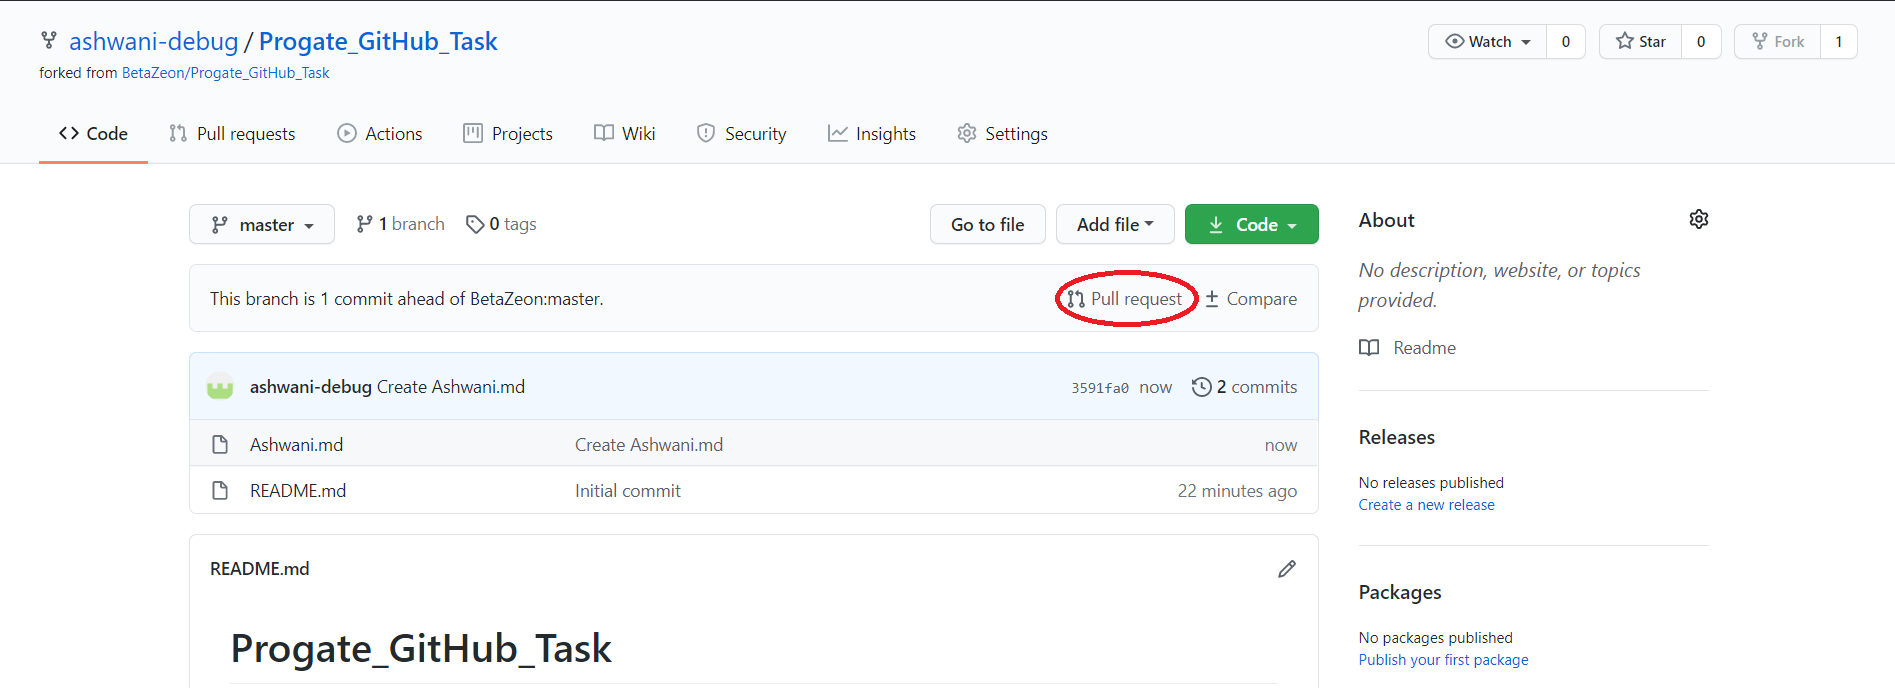 ashwani-debug / Progate_GitHub_Task
Watch 0 Star 0 Fork 1
forked from BetaZeon/Progate_GitHub_Task
Code Pull requests Actions Projects Wiki Security Insights Settings
master 1 branch 0 tags Go to file Add file Code
This branch is 1 commit ahead of BetaZeon:master. Pull request Compare
ashwani-debug Create Ashwani.md 3591fa0 now 2 commits
Ashwani.md Create Ashwani.md now
README.md Initial commit 22 minutes ago
README.md
Progate_GitHub_Task
About
No description, website, or topics
provided.
Readme
Releases
No releases published
Create a new release
Packages
No packages published
Publish your first package